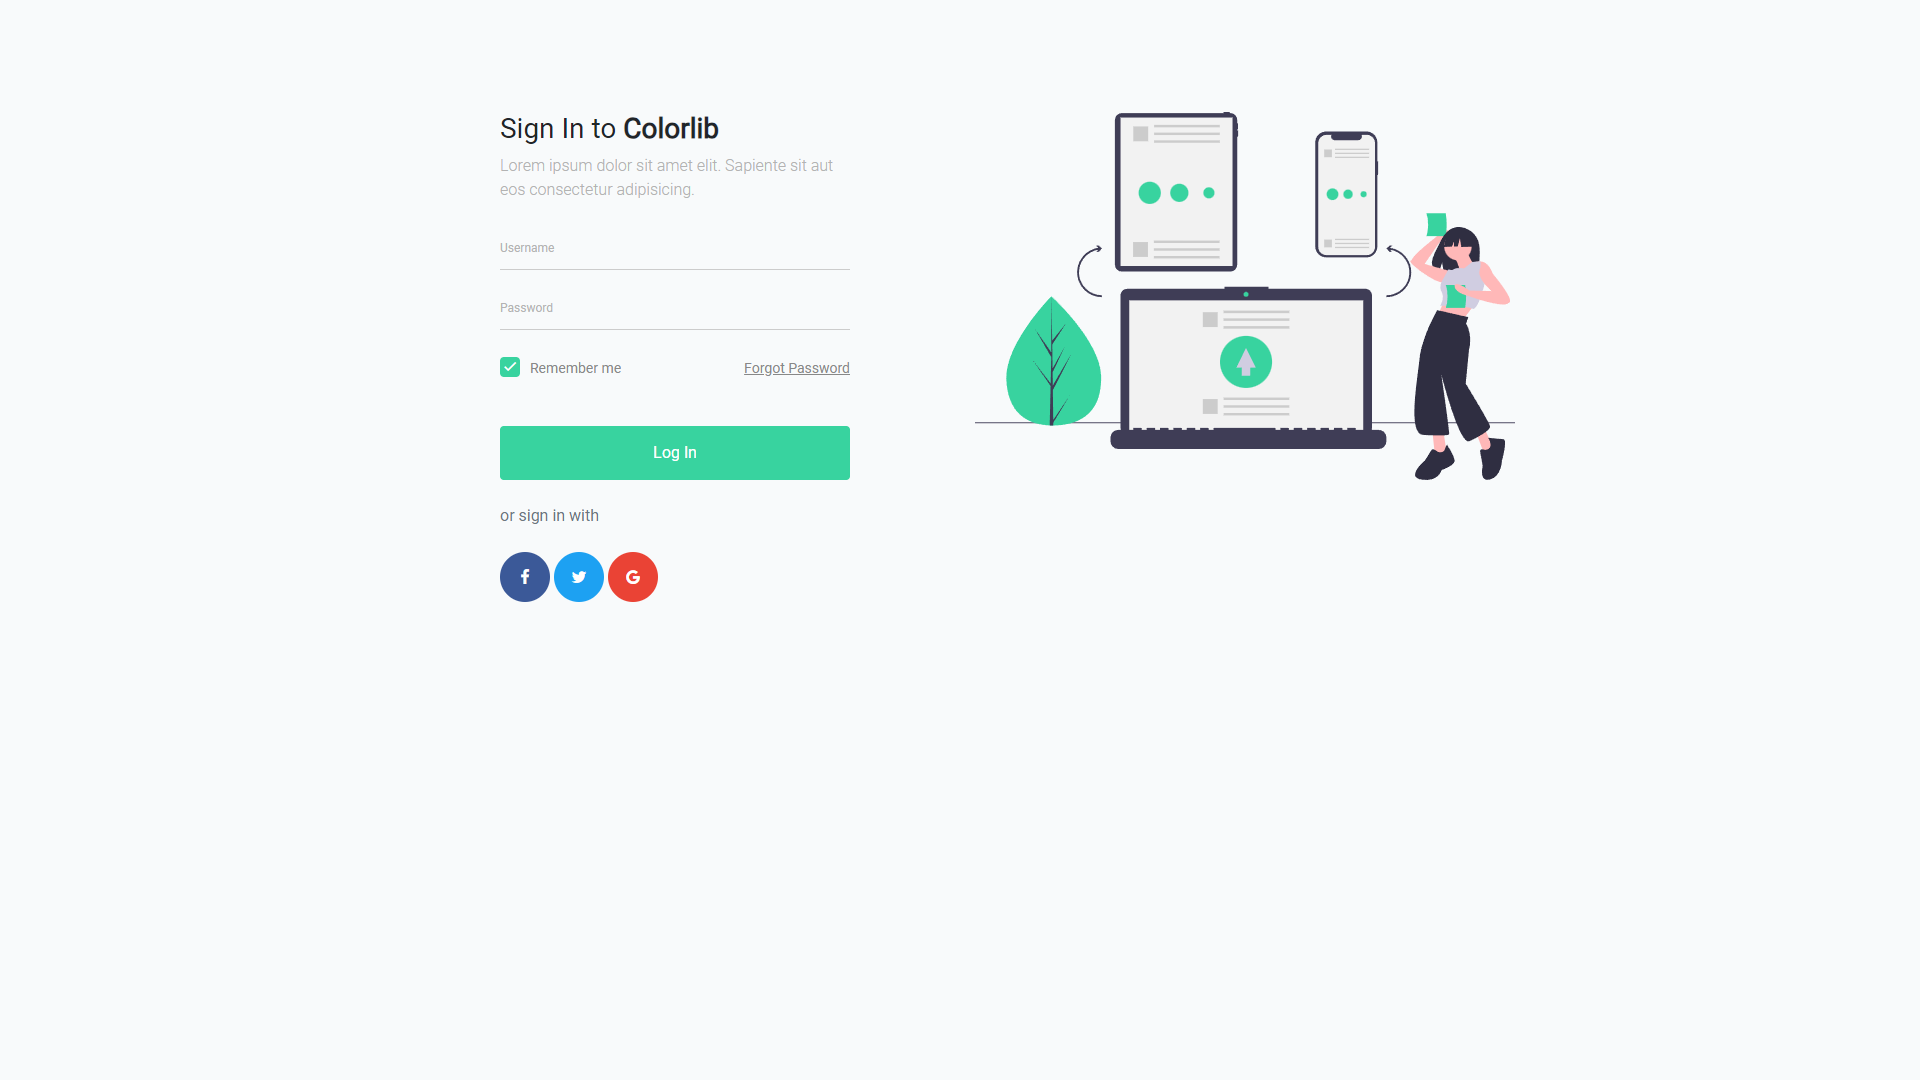 Sign In to Colorlib
Lorem ipsum dolor sit amet elit. Sapiente sit aut
eos consectetur adipisicing.
Username
Password
Remember me
Forgot Password
Log In
or sign in with